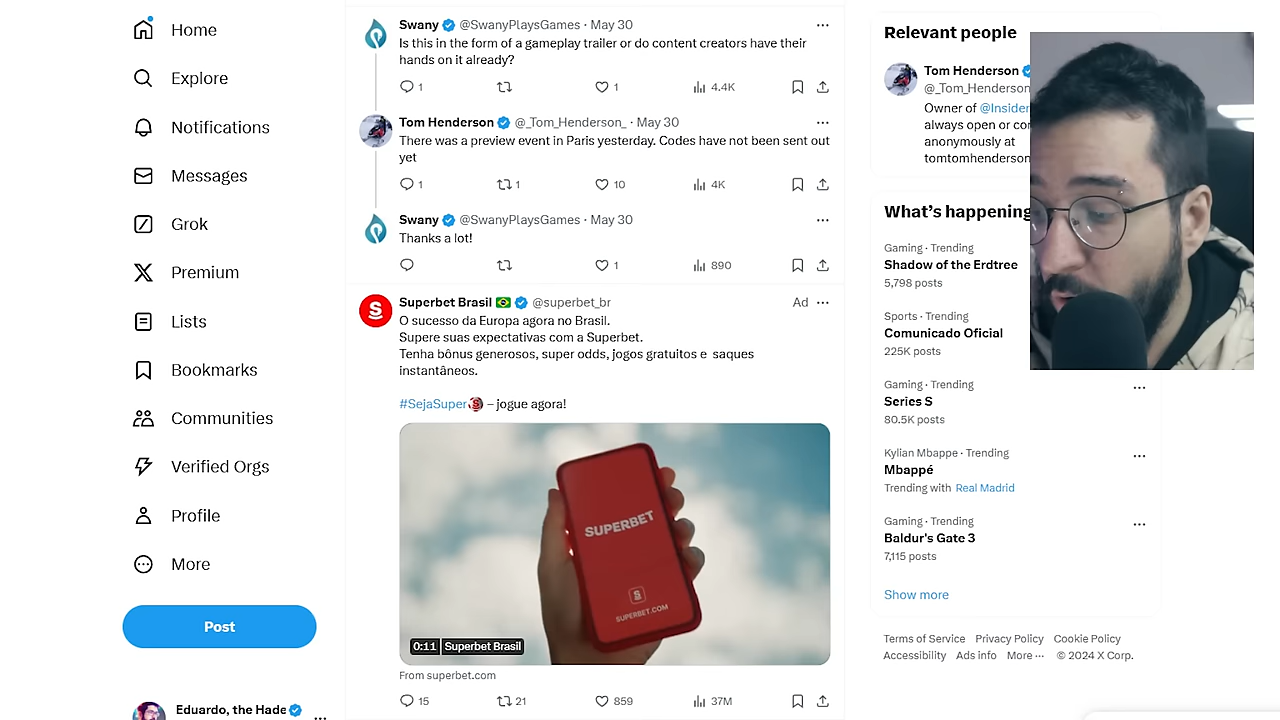 Home
Explore
Notifications
Messages
Grok
Premium
Lists
Bookmarks
Communities
Verified Orgs
Profile
More
Post
Eduardo, the Hade
Swany @SwanyPlaysGames · May 30
Is this in the form of a gameplay trailer or do content creators have their
hands on it already?
1 1 4.4K
Tom Henderson @_Tom_Henderson_ · May 30
There was a preview event in Paris yesterday. Codes have not been sent out
yet
1 1 10 4K
Swany @SwanyPlaysGames · May 30
Thanks a lot!
1 890
Superbet Brasil 🇧🇷 @superbet_br Ad
O sucesso da Europa agora no Brasil.
Supere suas expectativas com a Superbet.
Tenha bônus generosos, super odds, jogos gratuitos e saques
instantâneos.
#SejaSuper – jogue agora!
SUPERBET
SUPERBET.COM
0:11 Superbet Brasil
From superbet.com
15 21 859 37M
Relevant people
Tom Henderson
@_Tom_Henderson
Owner of @Insider
always open or
anonymously at
tomtomhenderson
What's happening
Gaming · Trending
Shadow of the Erdtree
5,798 posts
Sports · Trending
Comunicado Oficial
225K posts
Gaming · Trending
Series S
80.5K posts
Kylian Mbappe · Trending
Mbappé
Trending with Real Madrid
Gaming · Trending
Baldur's Gate 3
7,115 posts
Show more
Terms of Service Privacy Policy Cookie Policy
Accessibility Ads info More ··· © 2024 X Corp.